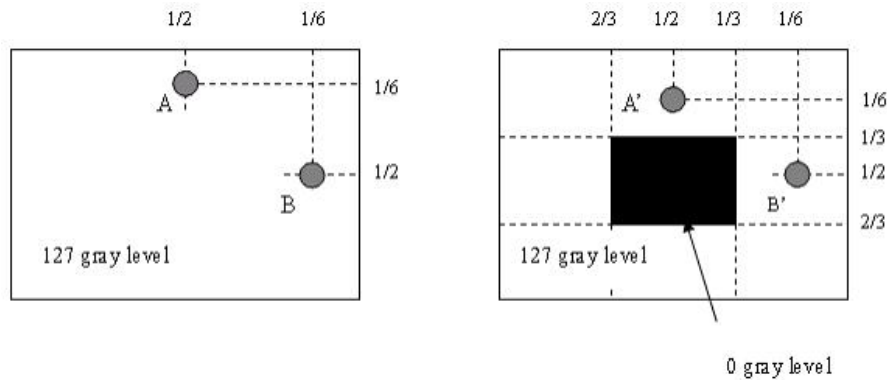 1/2 1/6
A
1/6
B
1/2
127 gray level
2/3 1/2 1/3 1/6
A’
1/6
1/3
1/2
B’
2/3
127 gray level
0 gray level